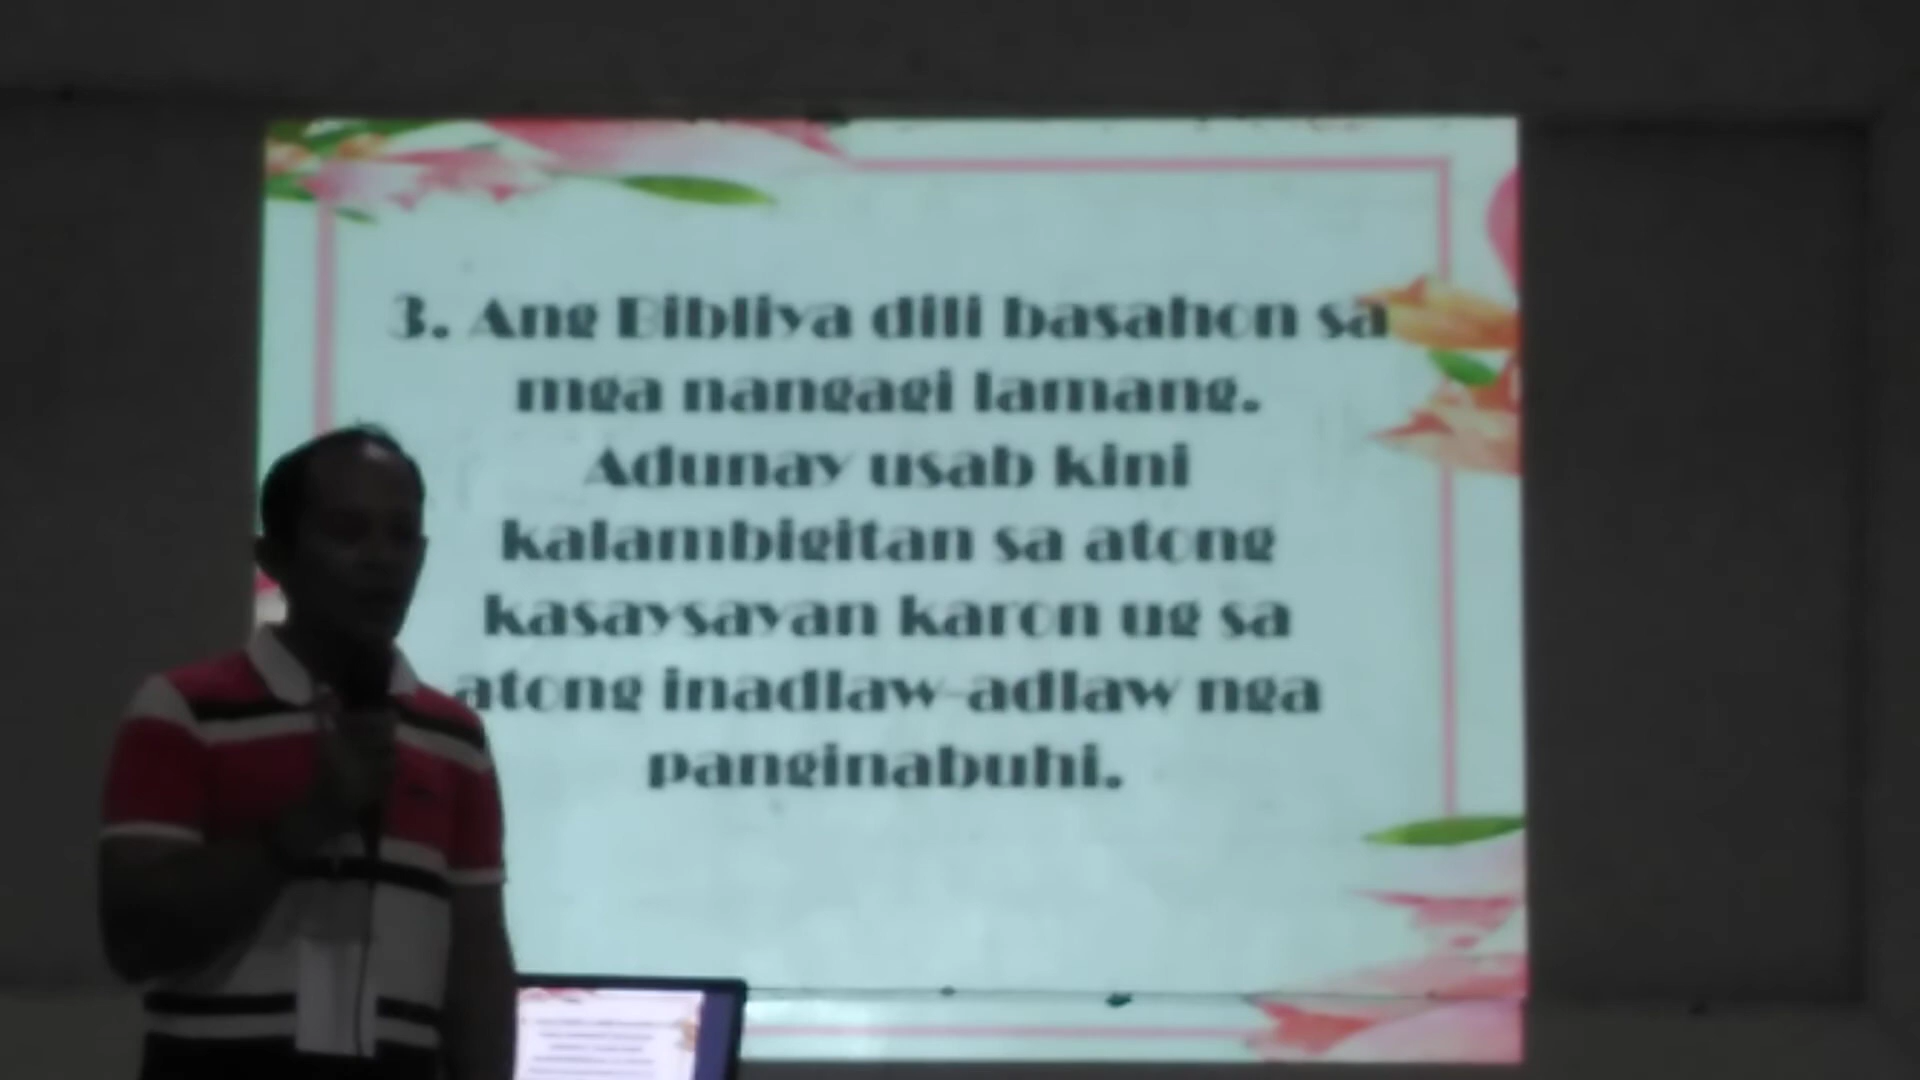 3. Ang Bibliya dili basahon sa
mga nangagi lamang.
Adunay usab kini
kalambigitan sa atong
kasaysayan karon ug sa
atong inadlaw-adlaw nga
panginabuhi.